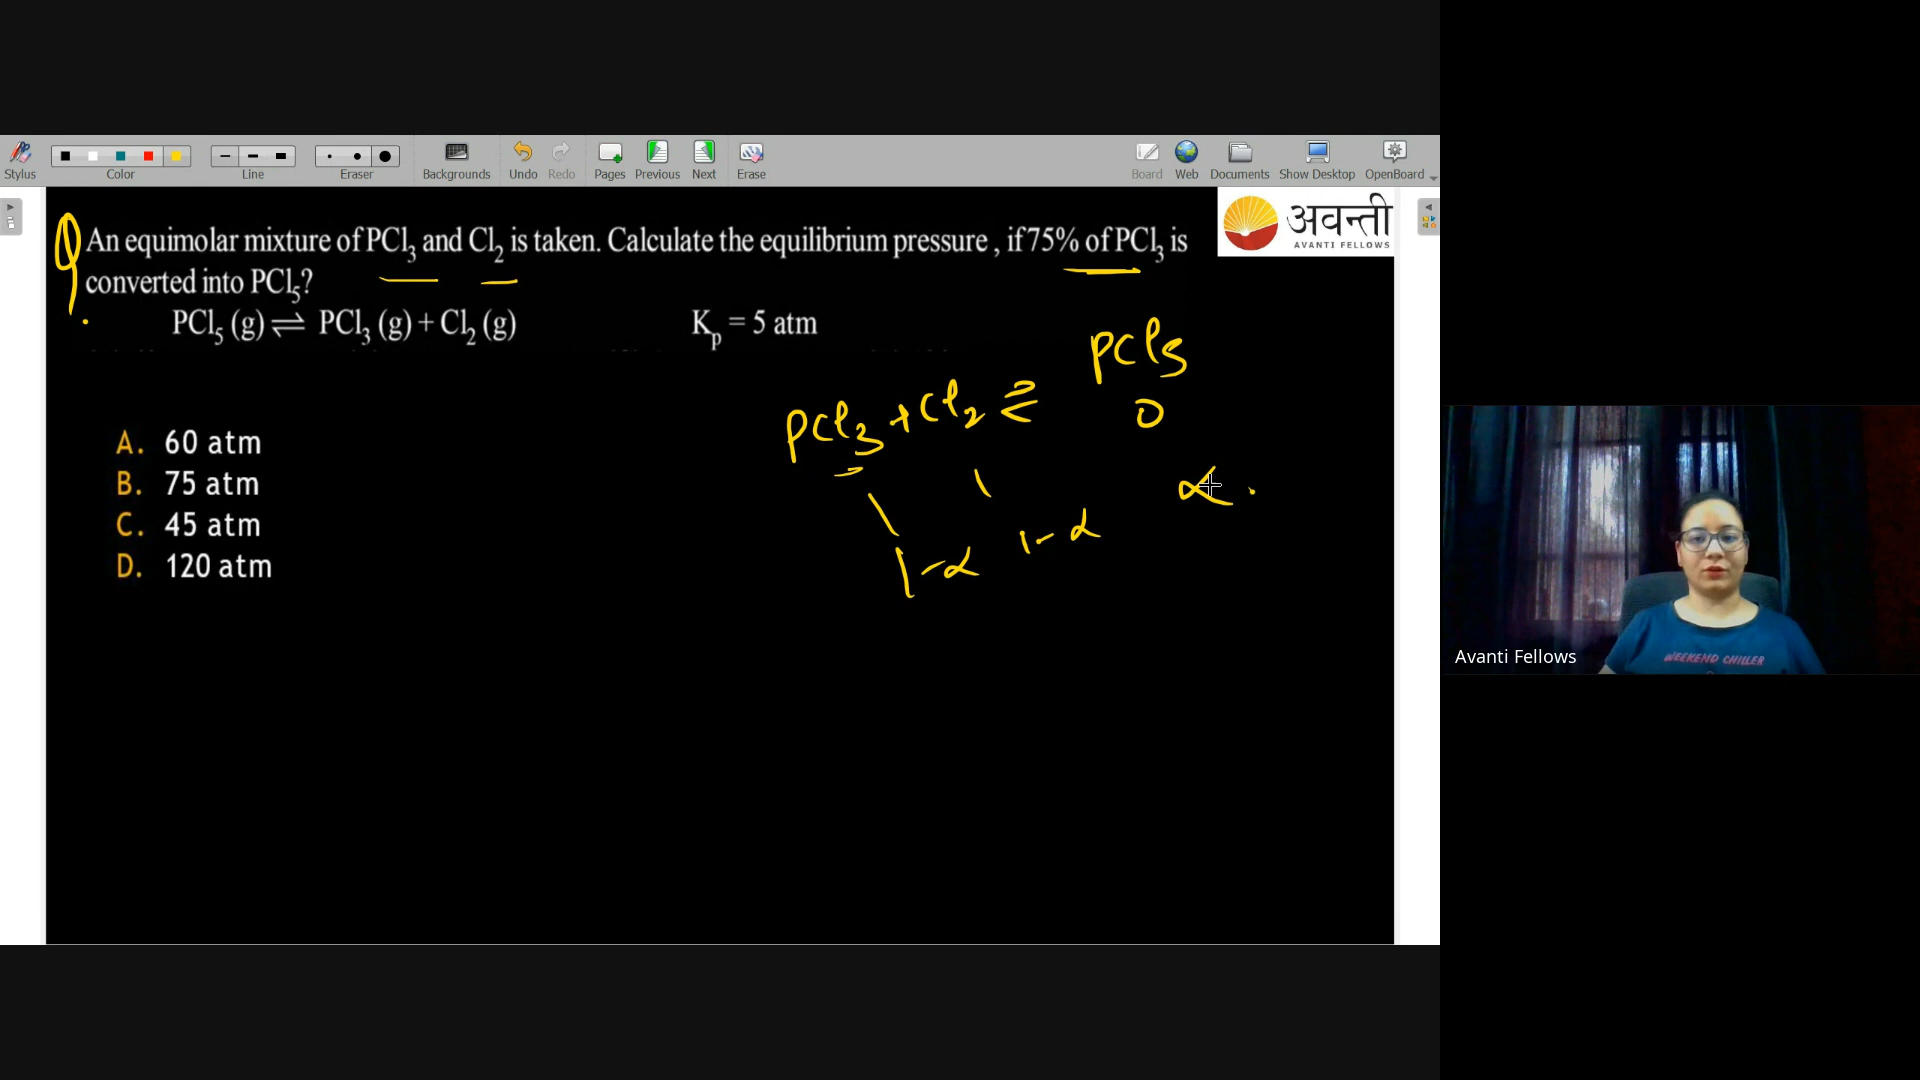 Stylus
Color
Line
Eraser
Backgrounds
Undo
Redo
Pages
Previous
Next
Erase
Board
Web
Documents
Show Desktop
OpenBoard
अवन्ती
AVANTI FELLOWS
Q. An equimolar mixture of PCl₃ and Cl₂ is taken. Calculate the equilibrium pressure , if 75% of PCl₃ is
converted into PCl₅?
PCl₅ (g) ⇌ PCl₃ (g) + Cl₂ (g) Kₚ = 5 atm
PCl₃ + Cl₂ ⇌ PCl₅
0
1 1
1-α 1-α α.
A. 60 atm
B. 75 atm
C. 45 atm
D. 120 atm
WEEKEND CHILLER
Avanti Fellows